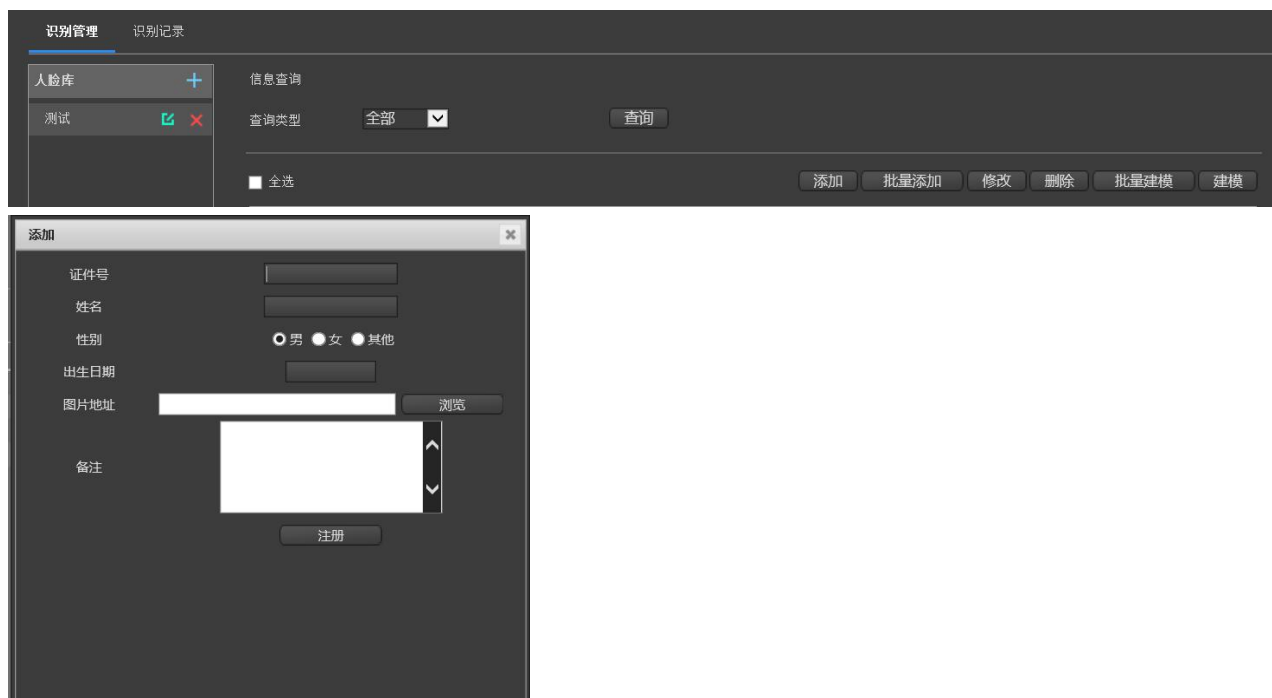 识别管理 识别记录
人脸库 信息查询
测试 查询类型 全部 查询
全选 添加 批量添加 修改 删除 批量建模 建模
添加
证件号
姓名
性别 男 女 其他
出生日期
图片地址 浏览
备注
注册